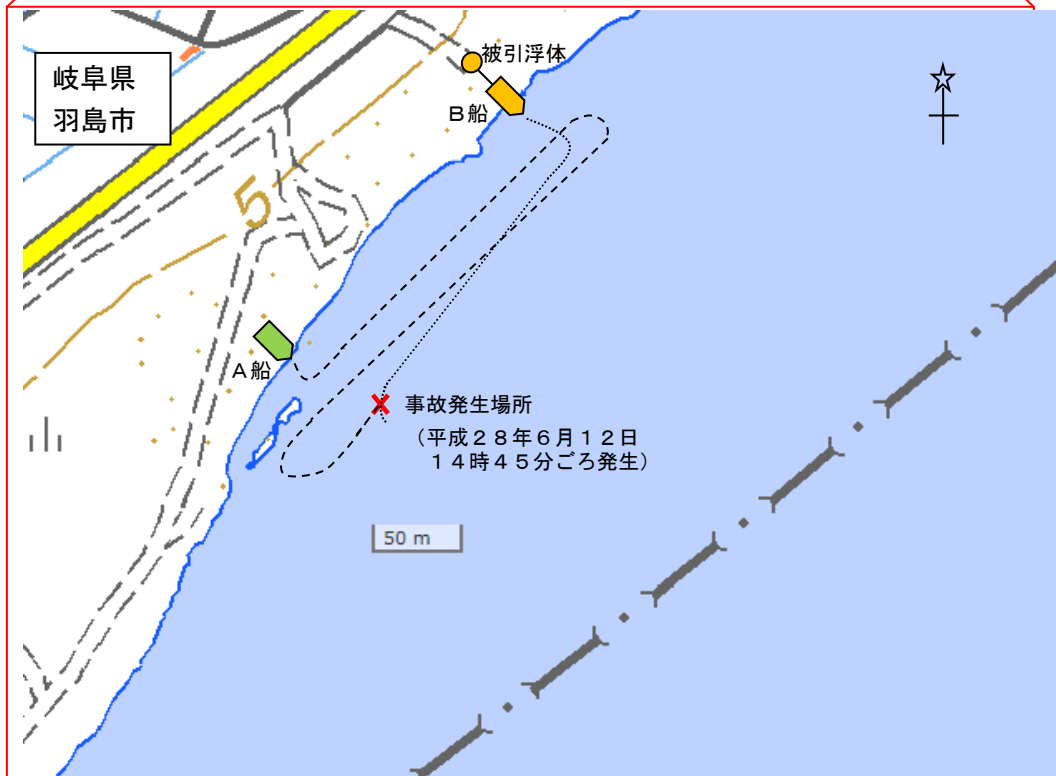 岐阜県
羽島市
被引浮体
Ｂ船
5
Ａ船
事故発生場所
（平成２８年６月１２日
１４時４５分ごろ発生）
50 m